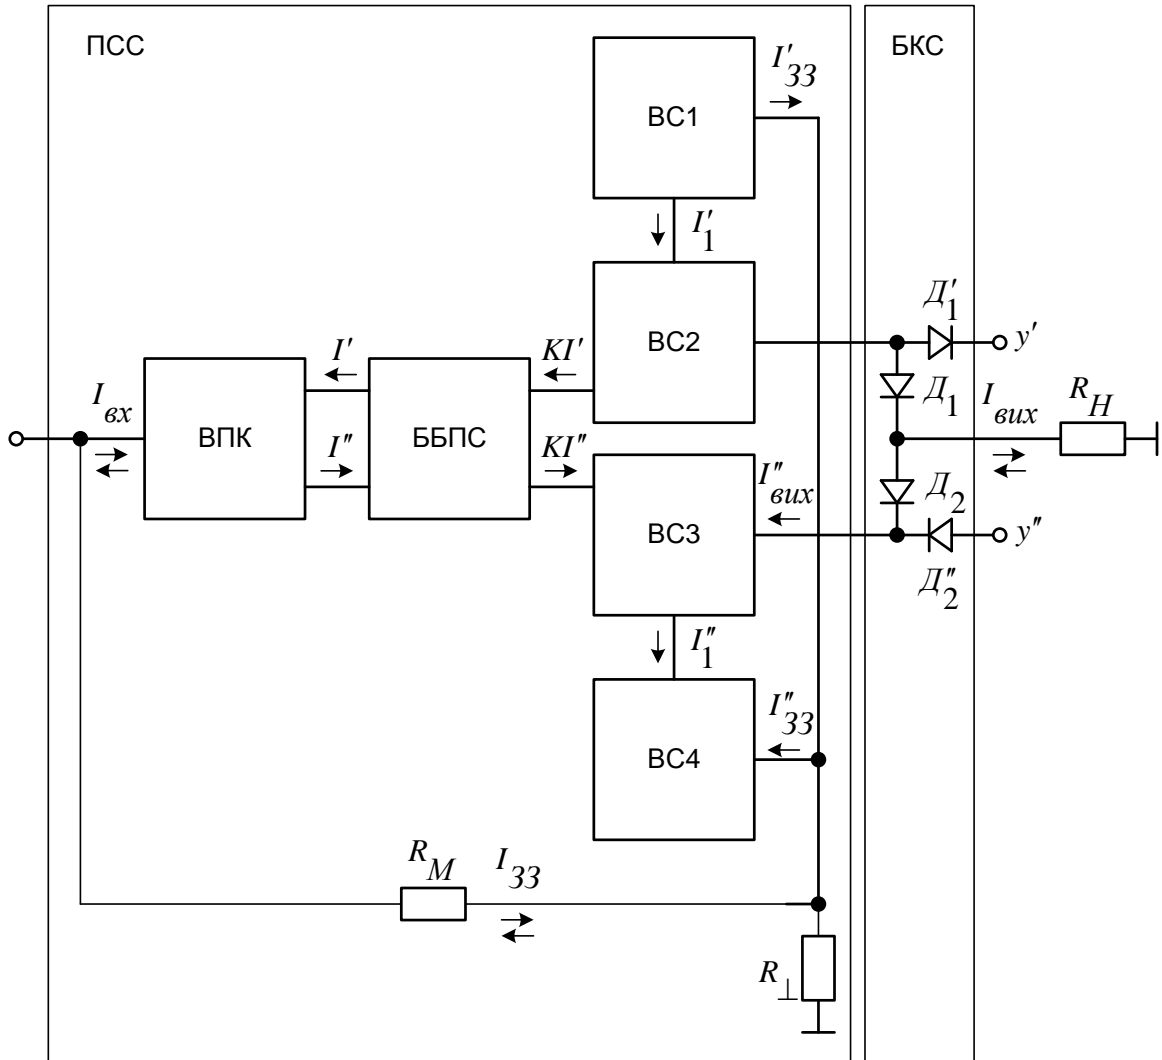 ПСС
БКС
I'ЗЗ
ВС1
I'1
ВС2
Д'1
y'
I'
KI'
Iвх
ВПК
ББПС
Д1
Iвих
RН
I''
KI''
I''вих
ВС3
Д2
y''
Д''2
I''1
I''ЗЗ
ВС4
RМ
IЗЗ
R⊥